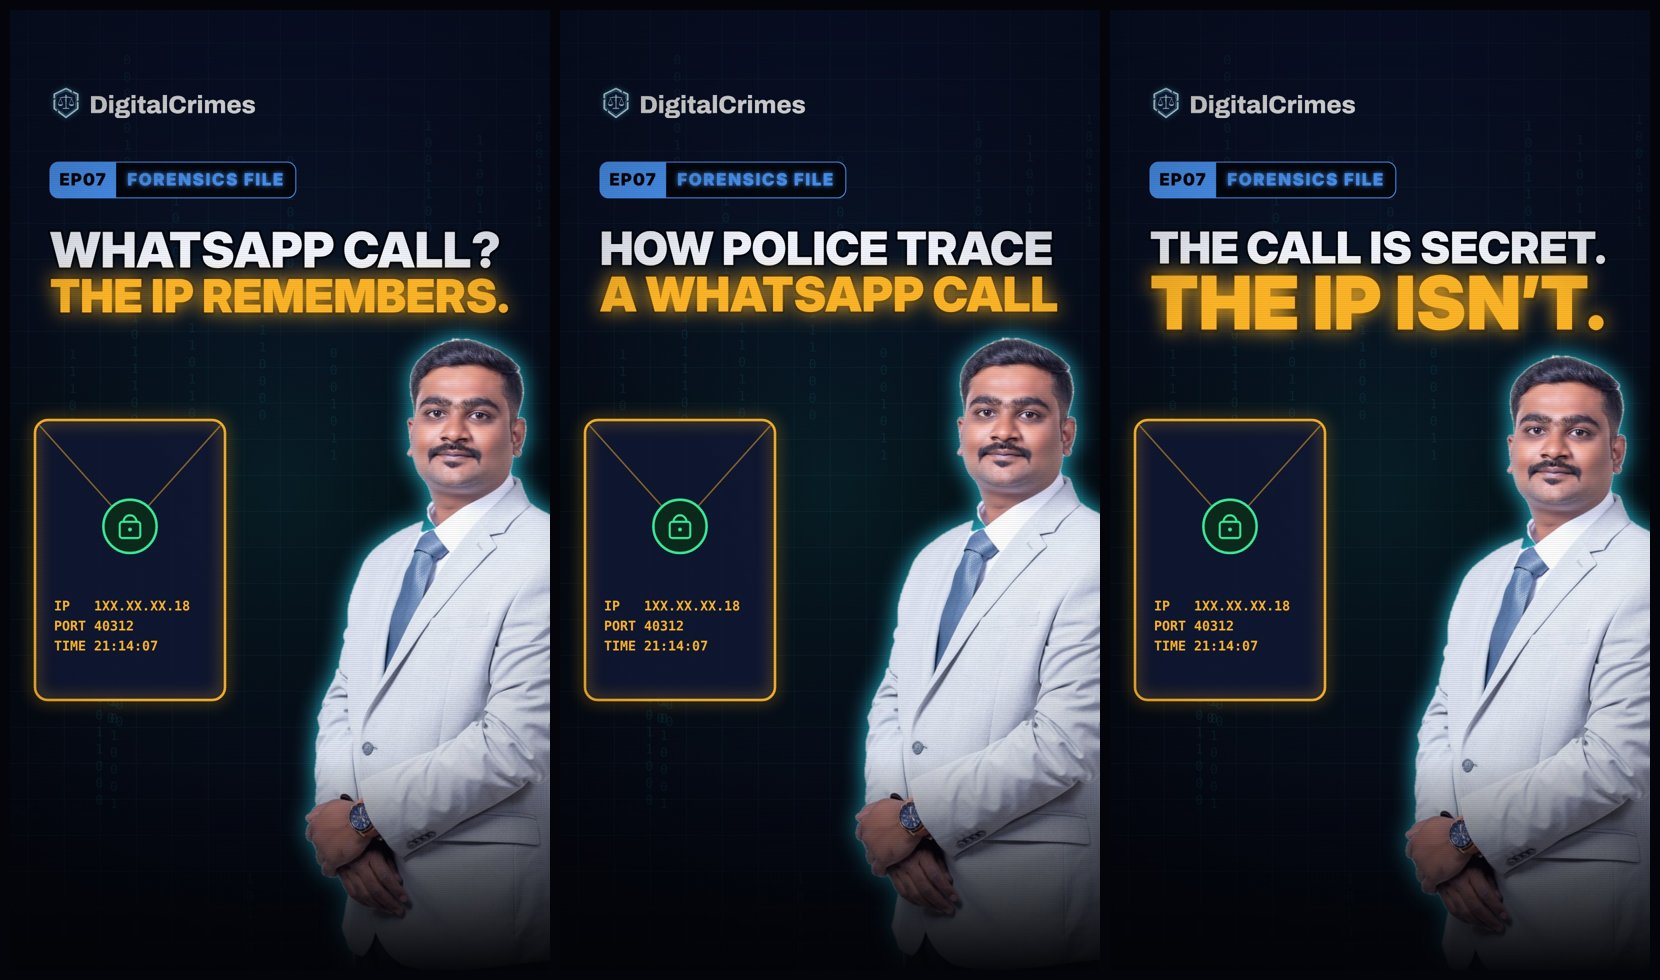 DigitalCrimes
EP07 FORENSICS FILE
WHATSAPP CALL?
THE IP REMEMBERS.
IP 1XX.XX.XX.18
PORT 40312
TIME 21:14:07
DigitalCrimes
EP07 FORENSICS FILE
HOW POLICE TRACE
A WHATSAPP CALL
IP 1XX.XX.XX.18
PORT 40312
TIME 21:14:07
DigitalCrimes
EP07 FORENSICS FILE
THE CALL IS SECRET.
THE IP ISN'T.
IP 1XX.XX.XX.18
PORT 40312
TIME 21:14:07